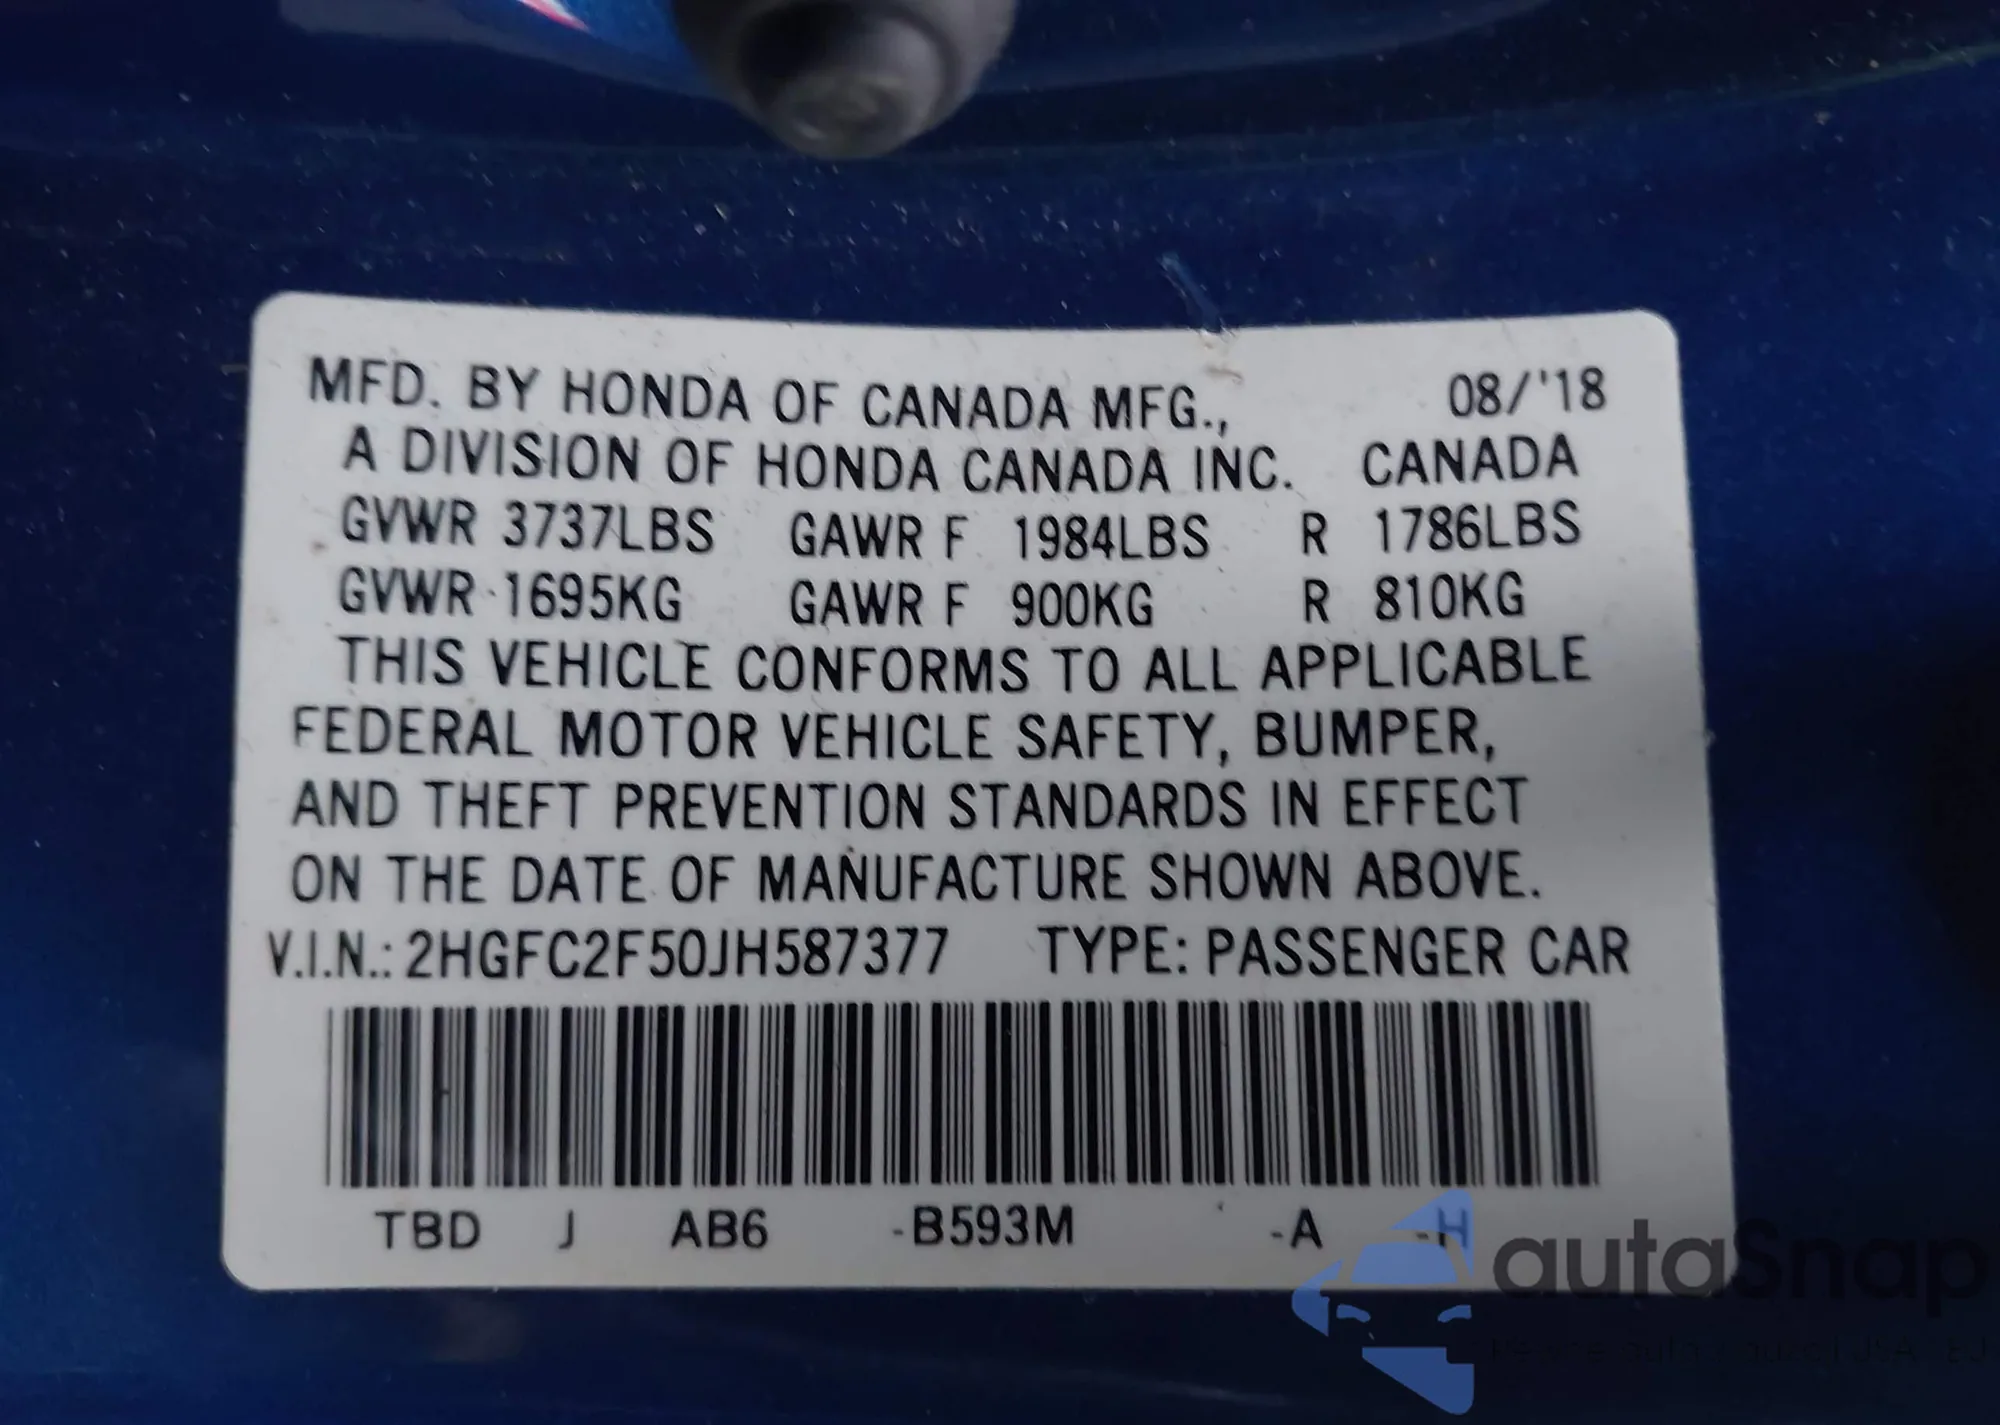 MFD. BY HONDA OF CANADA MFG., 08/'18
A DIVISION OF HONDA CANADA INC. CANADA
GVWR 3737LBS GAWR F 1984LBS R 1786LBS
GVWR 1695KG GAWR F 900KG R 810KG
THIS VEHICLE CONFORMS TO ALL APPLICABLE
FEDERAL MOTOR VEHICLE SAFETY, BUMPER,
AND THEFT PREVENTION STANDARDS IN EFFECT
ON THE DATE OF MANUFACTURE SHOWN ABOVE.
V.I.N.: 2HGFC2F50JH587377 TYPE: PASSENGER CAR
TBD J AB6 -B593M -A -H
autaSnap